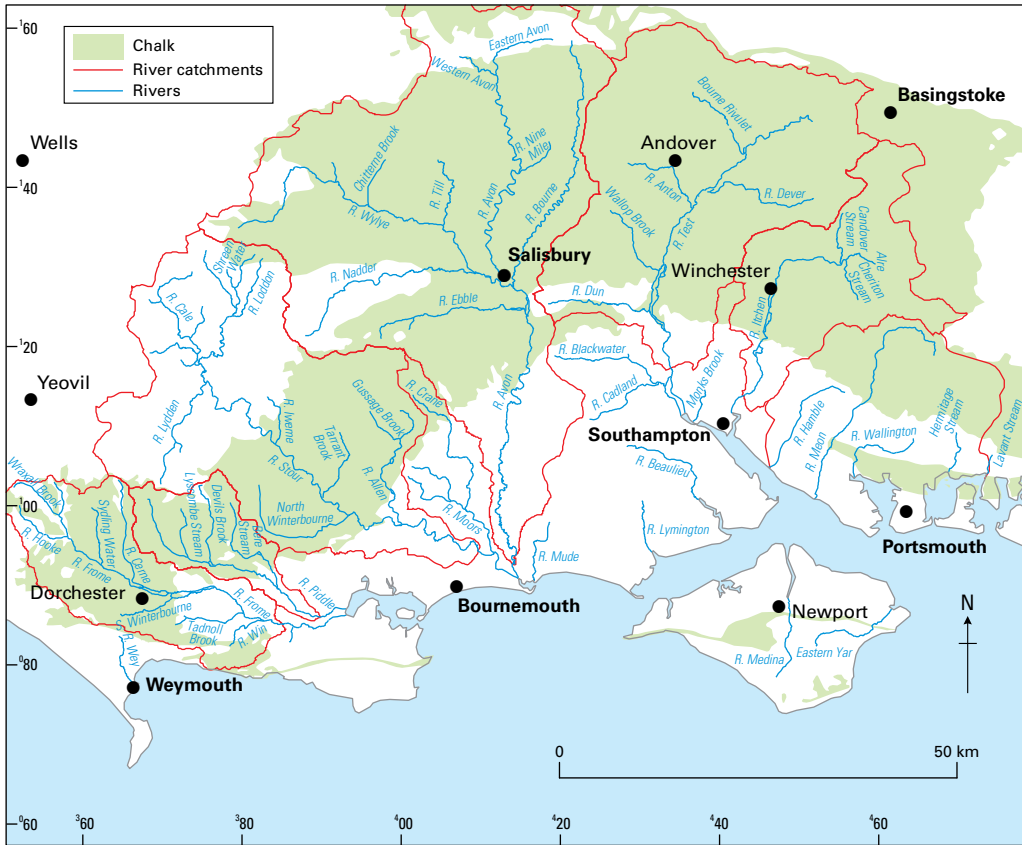 ¹60
Chalk
River catchments
Rivers
Eastern Avon
Western Avon
Bourne Rivulet
Basingstoke
Wells
Chitterne Brook
R. Nine
Mile
Andover
¹40
R. Till
R. Avon
R. Bourne
R. Anton
R. Dever
R. Wylye
Wallop Brook
R. Test
Candover
Stream
Alre
Cheriton
Stream
Shreen
Water
R. Loddon
R. Nadder
Salisbury
Winchester
R. Cale
R. Ebble
R. Dun
R. Itchen
¹20
R. Blackwater
Monks Brook
Yeovil
R. Lydden
R. Iwerne
Gussage Brook
R. Crane
R. Avon
R. Cadland
Southampton
R. Hamble
R. Meon
R. Wallington
Hermitage
Stream
Lavant Stream
Tarrant
Brook
R. Stour
R. Allen
R. Beaulieu
Wraxall Brook
¹00
R. Hooke
Sydling Water
R. Cerne
Lyscombe Stream
Devils Brook
Bere
Stream
North
Winterbourne
R. Moors
R. Lymington
Portsmouth
R. Frome
R. Mude
Dorchester
R. Frome
R. Piddle
Bournemouth
Newport
S. Winterbourne
Tadnoll
Brook
R. Win
N
⁰80
R. Wey
R. Medina
Eastern Yar
Weymouth
0
50 km
⁰60
³60
³80
⁴00
⁴20
⁴40
⁴60